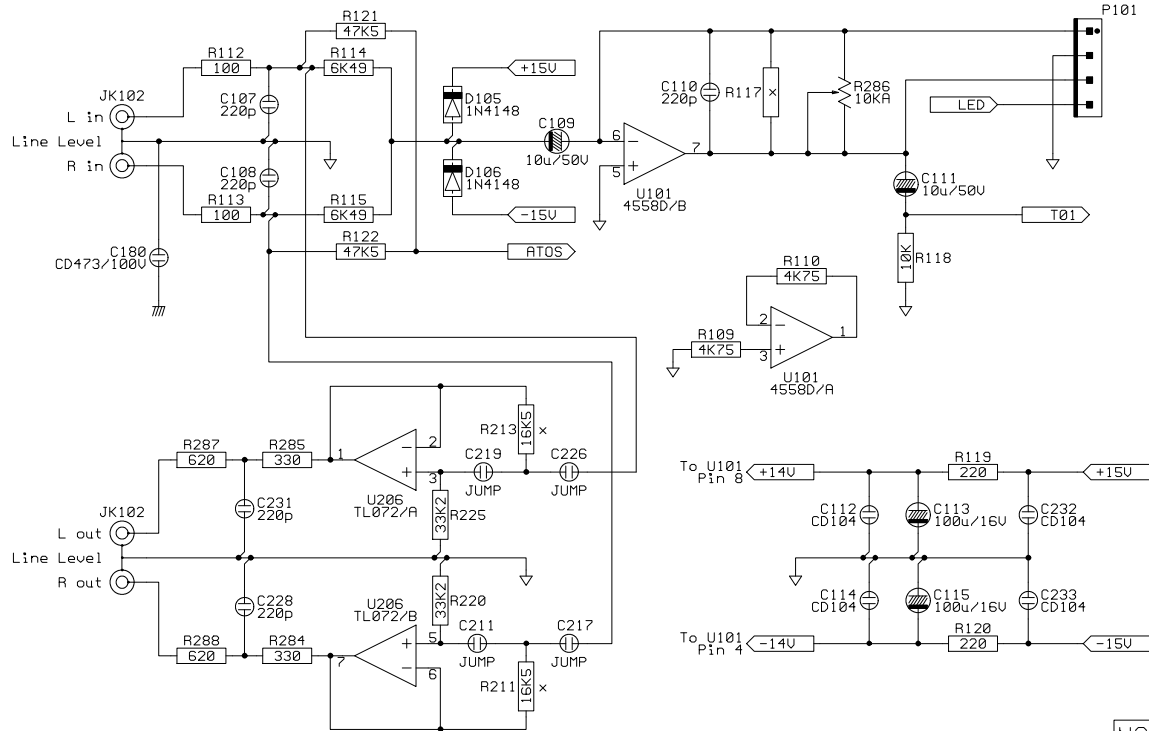 P101
R121
47K5
R112
100
R114
6K49
+15V
JK102
L in
C107
220p
D105
1N4148
C109
10u/50V
C110
220p
R117
×
R286
10KA
LED
Line Level
R in
C108
220p
D106
1N4148
6
−
+
5
7
U101
4558D/B
C111
10u/50V
R113
100
R115
6K49
-15V
T01
R122
47K5
ATOS
C180
CD473/100V
10K
R118
R110
4K75
R109
4K75
2
−
+
3
1
U101
4558D/A
R287
620
R285
330
1
−
2
+
3
U206
TL072/A
R213
16K5
×
C219
JUMP
C226
JUMP
To U101
Pin 8
+14V
R119
220
+15V
JK102
L out
C231
220p
33K2
R225
C112
CD104
C113
100u/16V
C232
CD104
Line Level
R out
C228
220p
U206
TL072/B
33K2
R220
C114
CD104
C115
100u/16V
C233
CD104
R288
620
R284
330
7
+
5
−
6
C211
JUMP
C217
JUMP
R211
16K5
×
To U101
Pin 4
-14V
R120
220
-15V